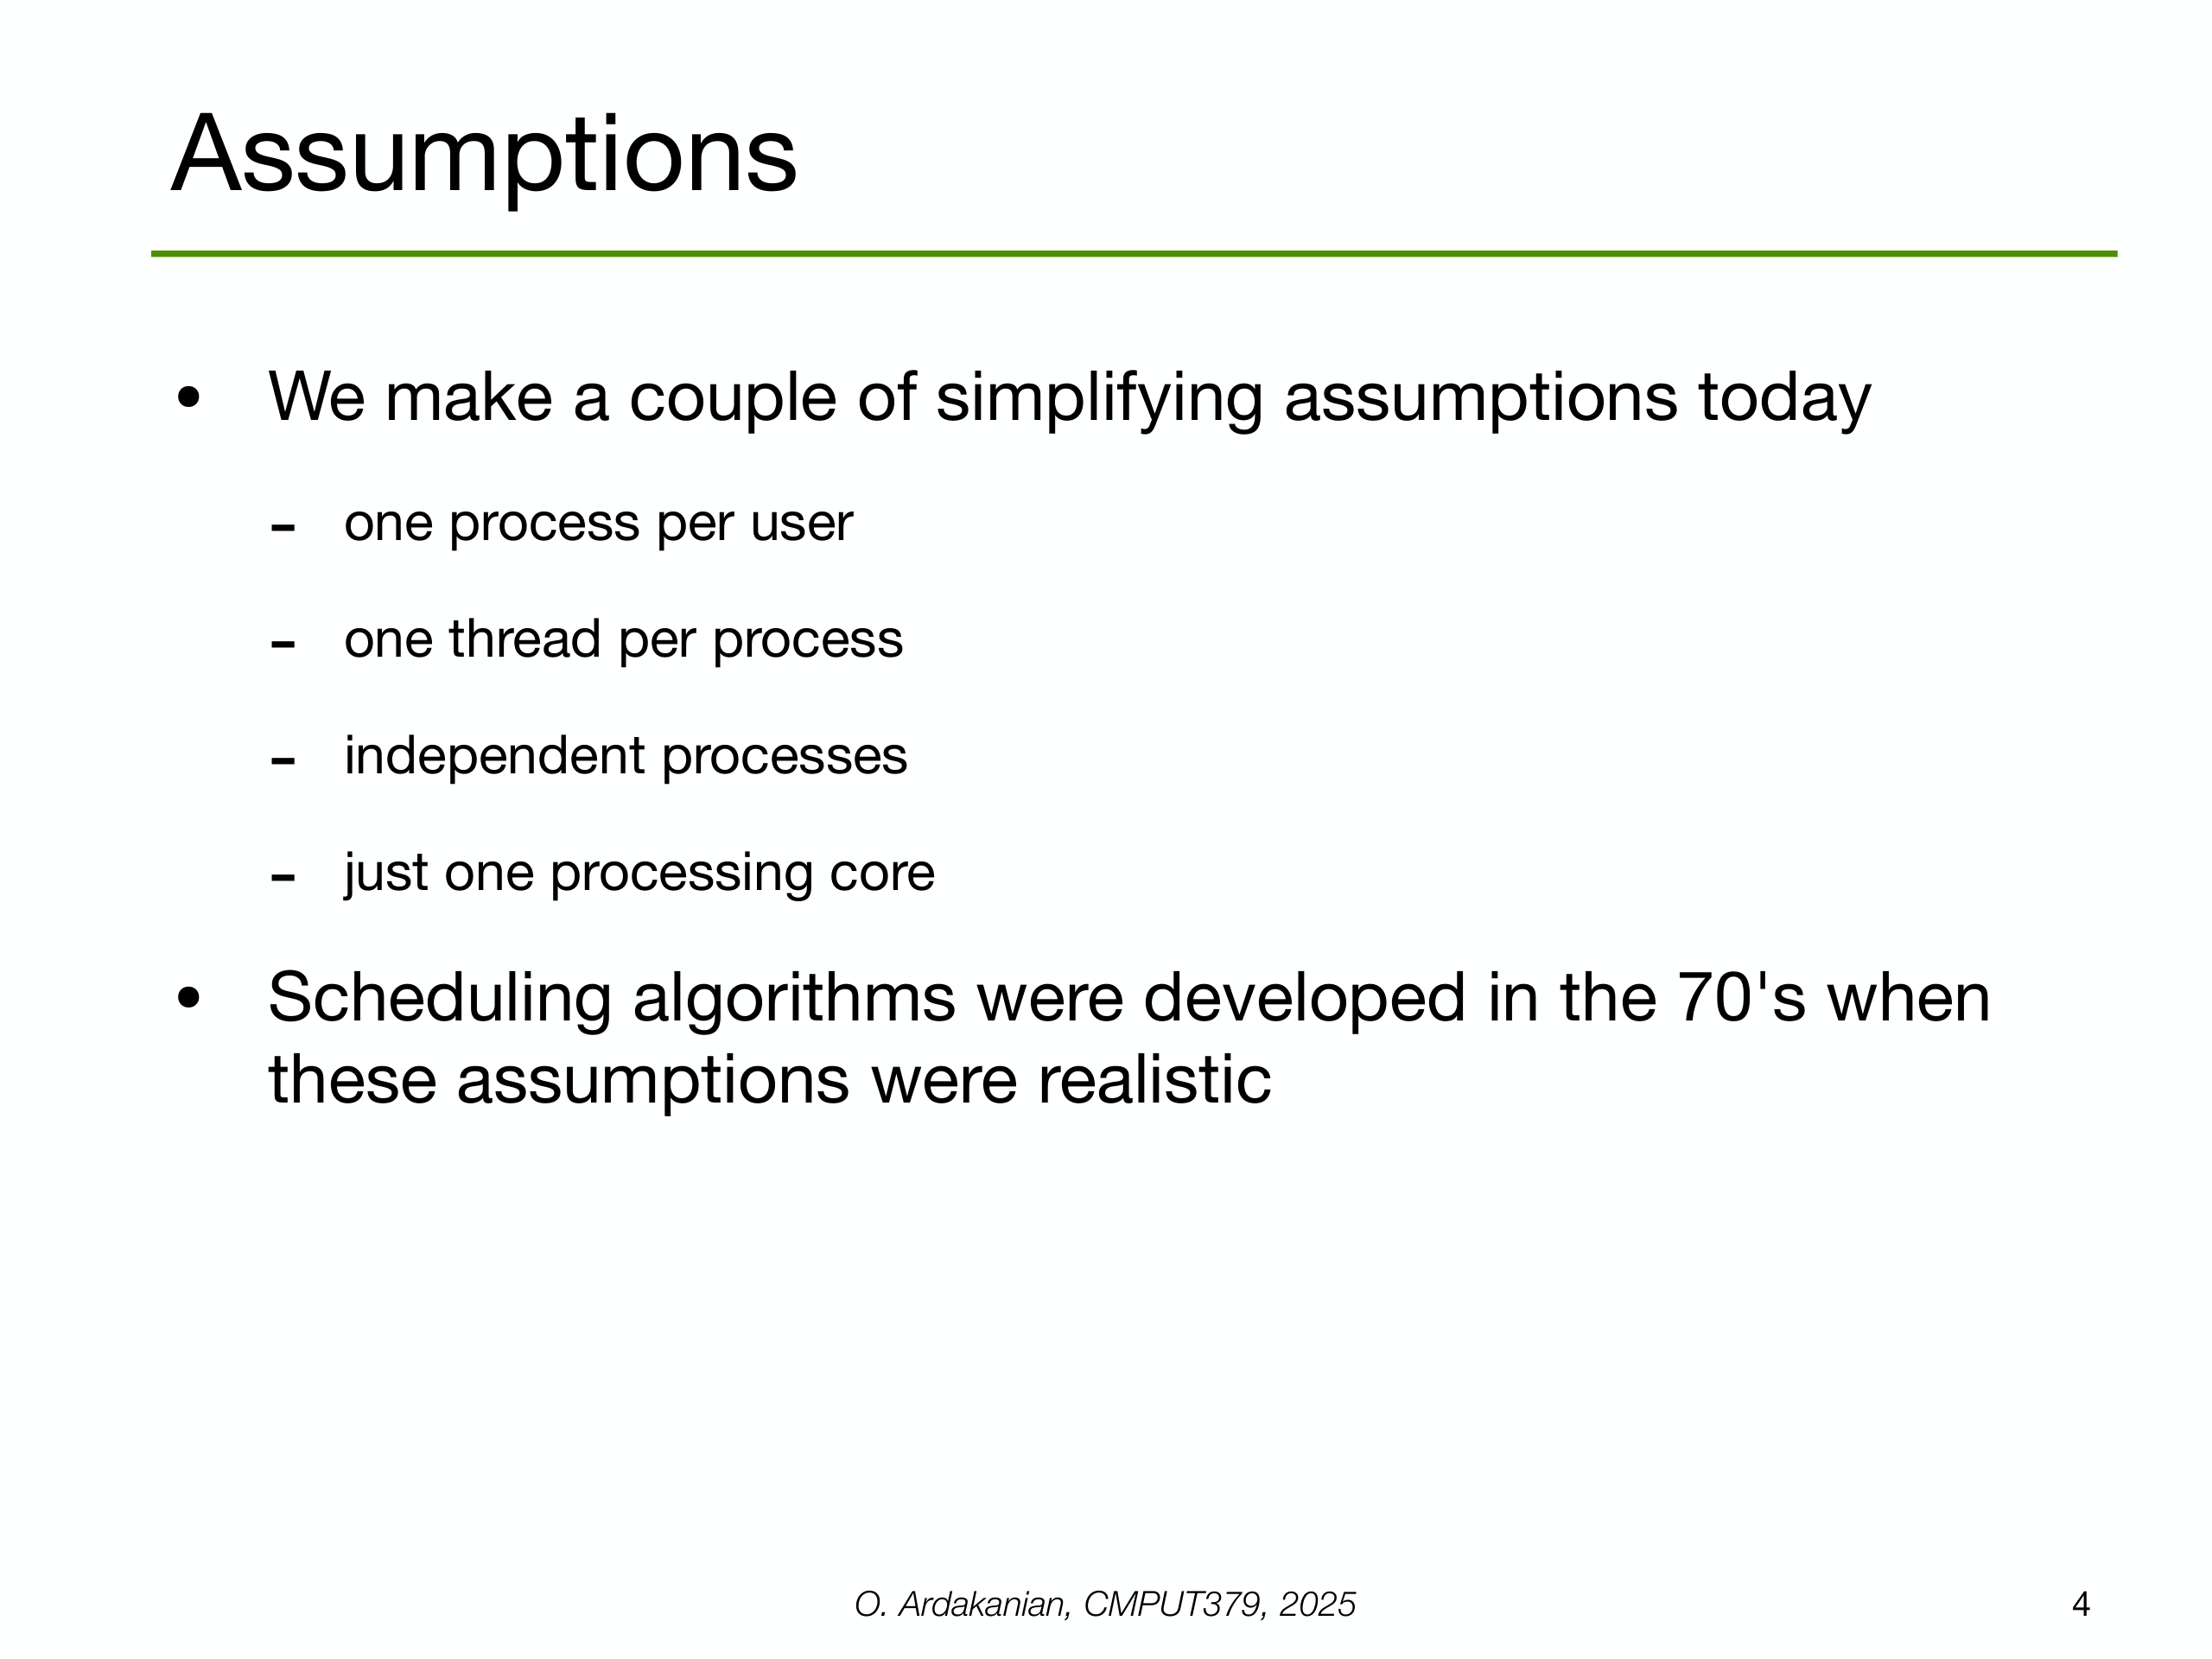 Assumptions
• We make a couple of simplifying assumptions today
- one process per user
- one thread per process
- independent processes
- just one processing core
• Scheduling algorithms were developed in the 70's when
these assumptions were realistic
O. Ardakanian, CMPUT379, 2025
4